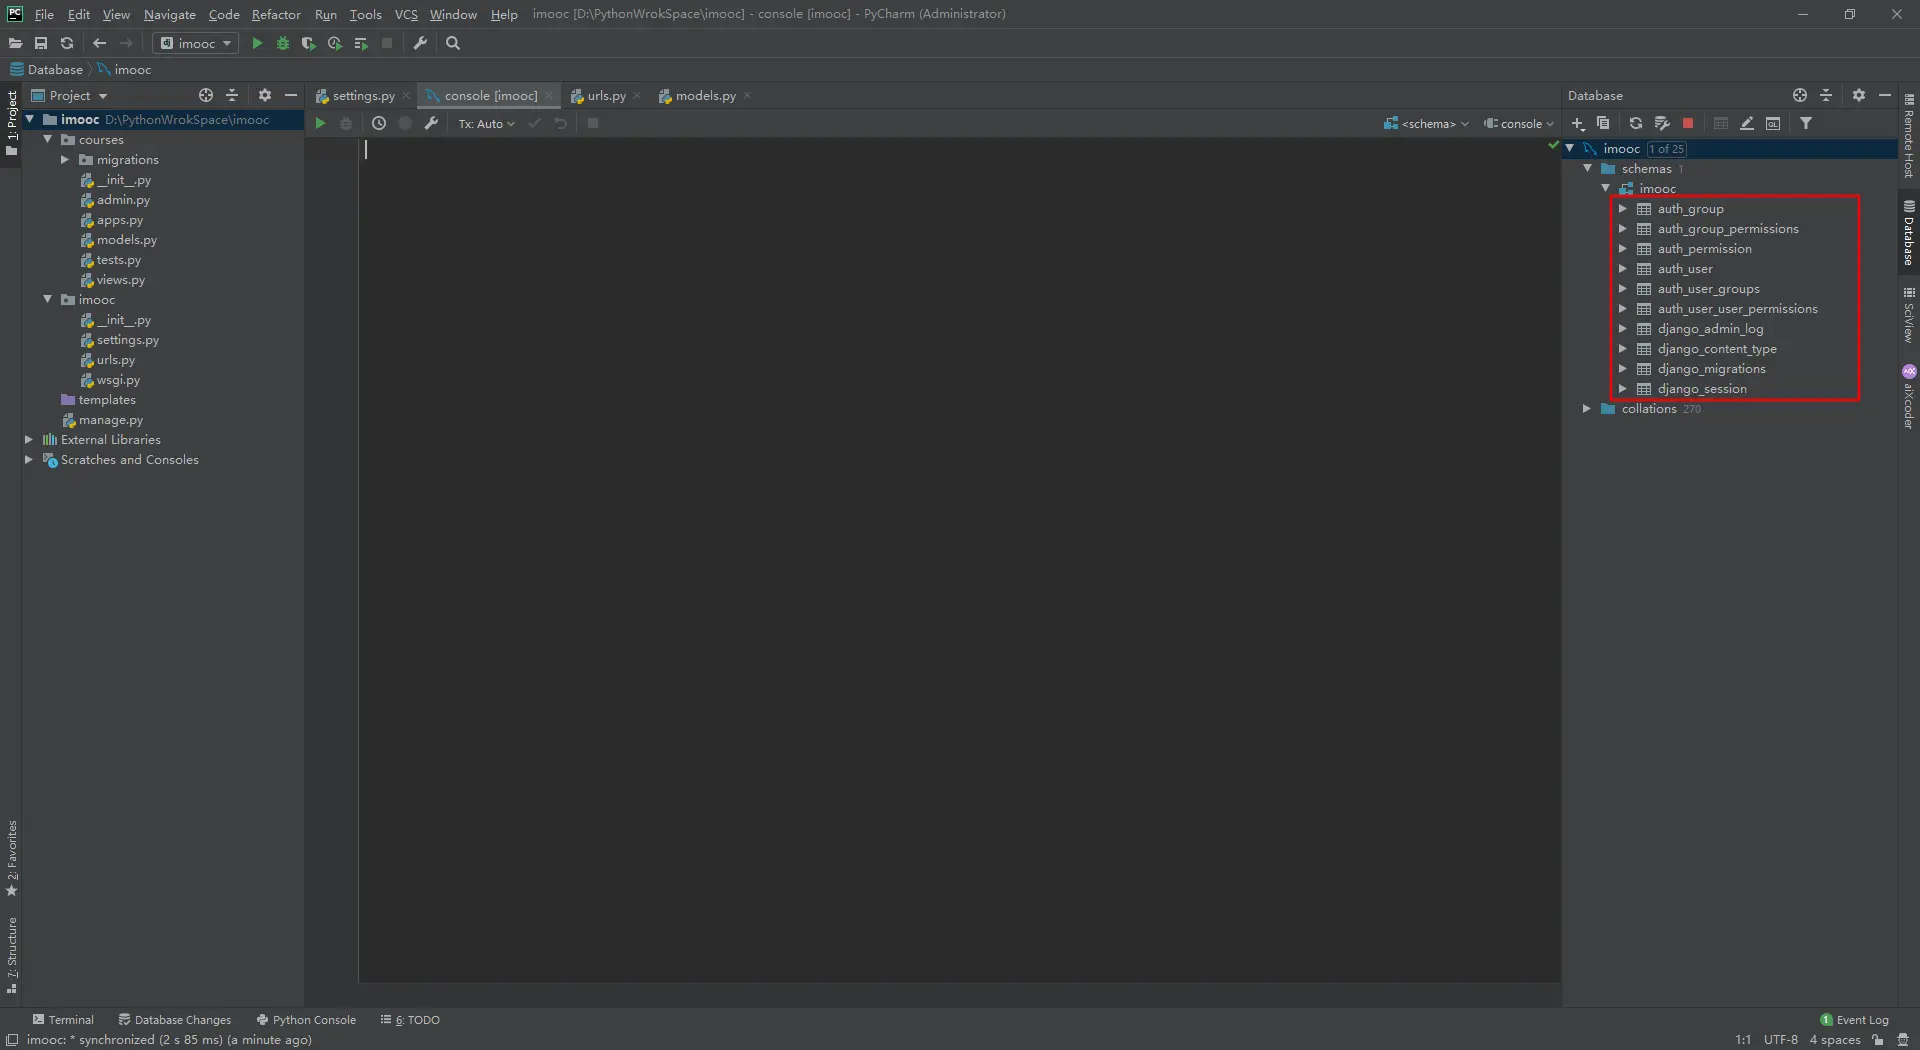 PC File Edit View Navigate Code Refactor Run Tools VCS Window Help imooc [D:\PythonWrokSpace\imooc] - console [imooc] - PyCharm (Administrator)
imooc
Database imooc
1: Project
Project
settings.py console [imooc] urls.py models.py
Database
Tx: Auto
<schema> console
imooc D:\PythonWrokSpace\imooc
courses
migrations
__init__.py
admin.py
apps.py
models.py
tests.py
views.py
imooc
__init__.py
settings.py
urls.py
wsgi.py
templates
manage.py
External Libraries
Scratches and Consoles
imooc 1 of 25
schemas 1
imooc
auth_group
auth_group_permissions
auth_permission
auth_user
auth_user_groups
auth_user_user_permissions
django_admin_log
django_content_type
django_migrations
django_session
collations 270
Remote Host
Database
SciView
aiXcoder
2: Favorites
7: Structure
Terminal Database Changes Python Console 6: TODO
1 Event Log
imooc: * synchronized (2 s 85 ms) (a minute ago)
1:1 UTF-8 4 spaces